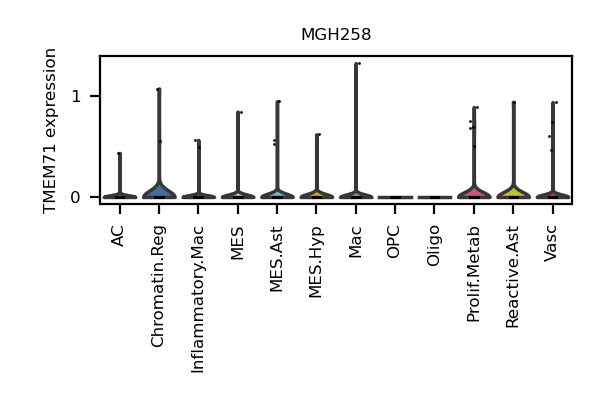 MGH258
TMEM71 expression
1
0
AC
Chromatin.Reg
Inflammatory.Mac
MES
MES.Ast
MES.Hyp
Mac
OPC
Oligo
Prolif.Metab
Reactive.Ast
Vasc